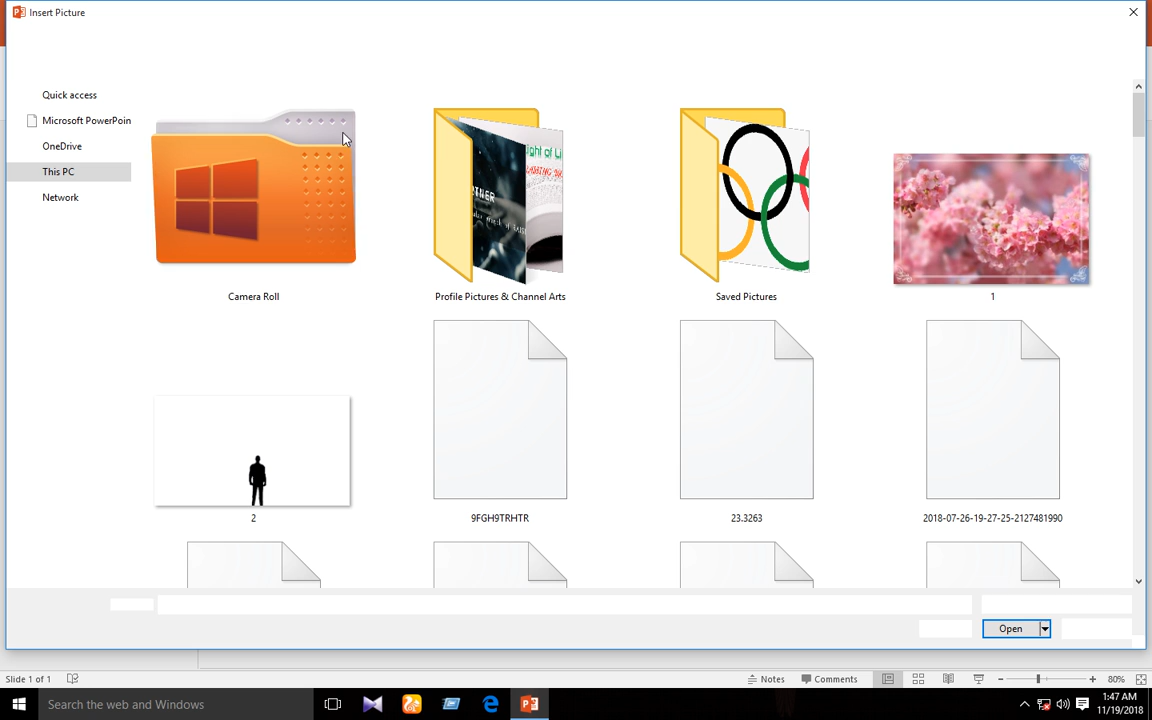 Insert Picture
Quick access
Microsoft PowerPoin
OneDrive
This PC
Network
Camera Roll
Profile Pictures & Channel Arts
Saved Pictures
1
2
9FGH9TRHTR
23.3263
2018-07-26-19-27-25-2127481990
Open
Slide 1 of 1
Notes
Comments
80%
Search the web and Windows
1:47 AM
11/19/2018